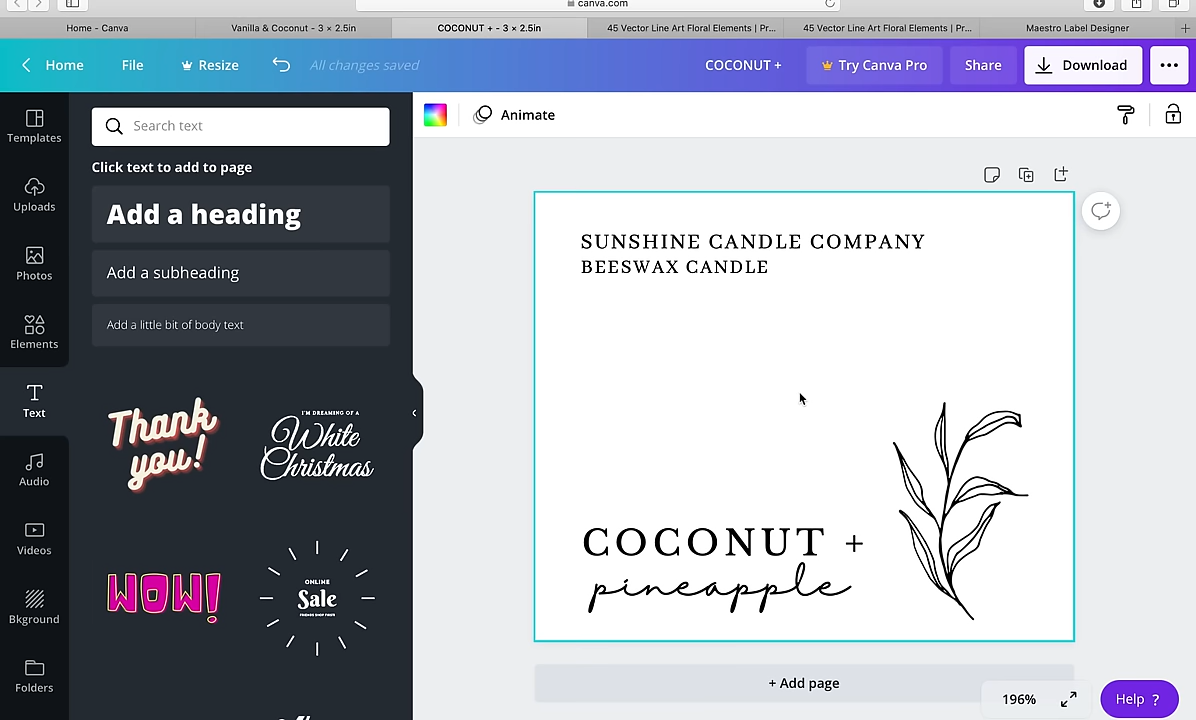 canva.com
Home - Canva
Vanilla & Coconut - 3 × 2.5in
COCONUT + - 3 × 2.5in
45 Vector Line Art Floral Elements | Pr...
45 Vector Line Art Floral Elements | Pr...
Maestro Label Designer
Home
File
Resize
All changes saved
COCONUT +
Try Canva Pro
Share
Download
Templates
Uploads
Photos
Elements
Text
Audio
Videos
Bkground
Folders
Search text
Click text to add to page
Add a heading
Add a subheading
Add a little bit of body text
Thank
you!
I'M DREAMING OF A
White
Christmas
WOW!
ONLINE
Sale
Animate
SUNSHINE CANDLE COMPANY
BEESWAX CANDLE
COCONUT +
pineapple
+ Add page
196%
Help ?